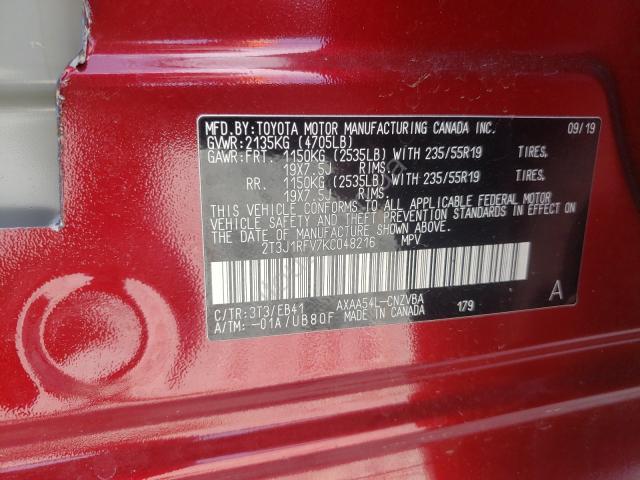 MFD.BY:TOYOTA MOTOR MANUFACTURING CANADA INC. 09/19
GVWR:2135KG (4705LB)
GAWR:FRT. 1150KG (2535LB) WITH 235/55R19 TIRES.
19X7.5J RIMS.
RR. 1150KG (2535LB) WITH 235/55R19 TIRES.
19X7.5J RIMS.
THIS VEHICLE CONFORMS TO ALL APPLICABLE FEDERAL MOTOR
VEHICLE SAFETY AND THEFT PREVENTION STANDARDS IN EFFECT
ON THE DATE OF MANUFACTURE SHOWN ABOVE.
2T3J1RFV7KC048216 MPV
C/TR:3T3/EB41 AXAA54L-CNZVBA 179 A
A/TM:-01A/UB80F MADE IN CANADA